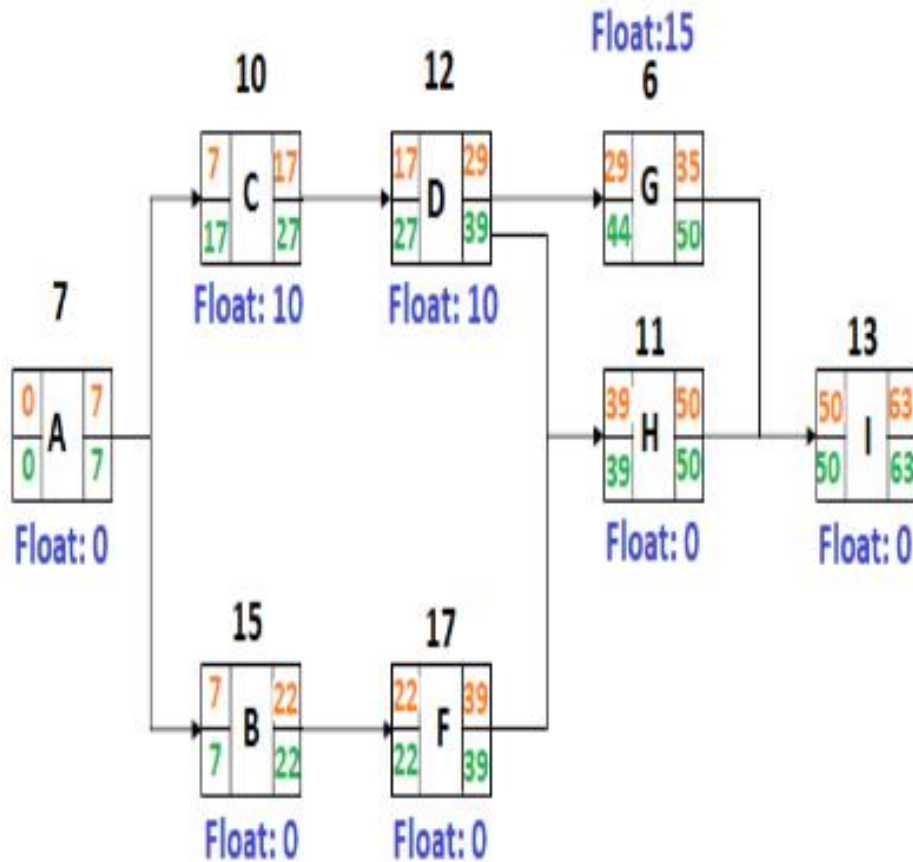 Float:15
10 12 6
7 17 17 29 29 35
C D G
17 27 27 39 44 50
Float: 10 Float: 10
7 11 13
0 7 39 50 50 63
A H I
0 7 39 50 50 63
Float: 0 Float: 0 Float: 0
15 17
7 22 22 39
B F
7 22 22 39
Float: 0 Float: 0